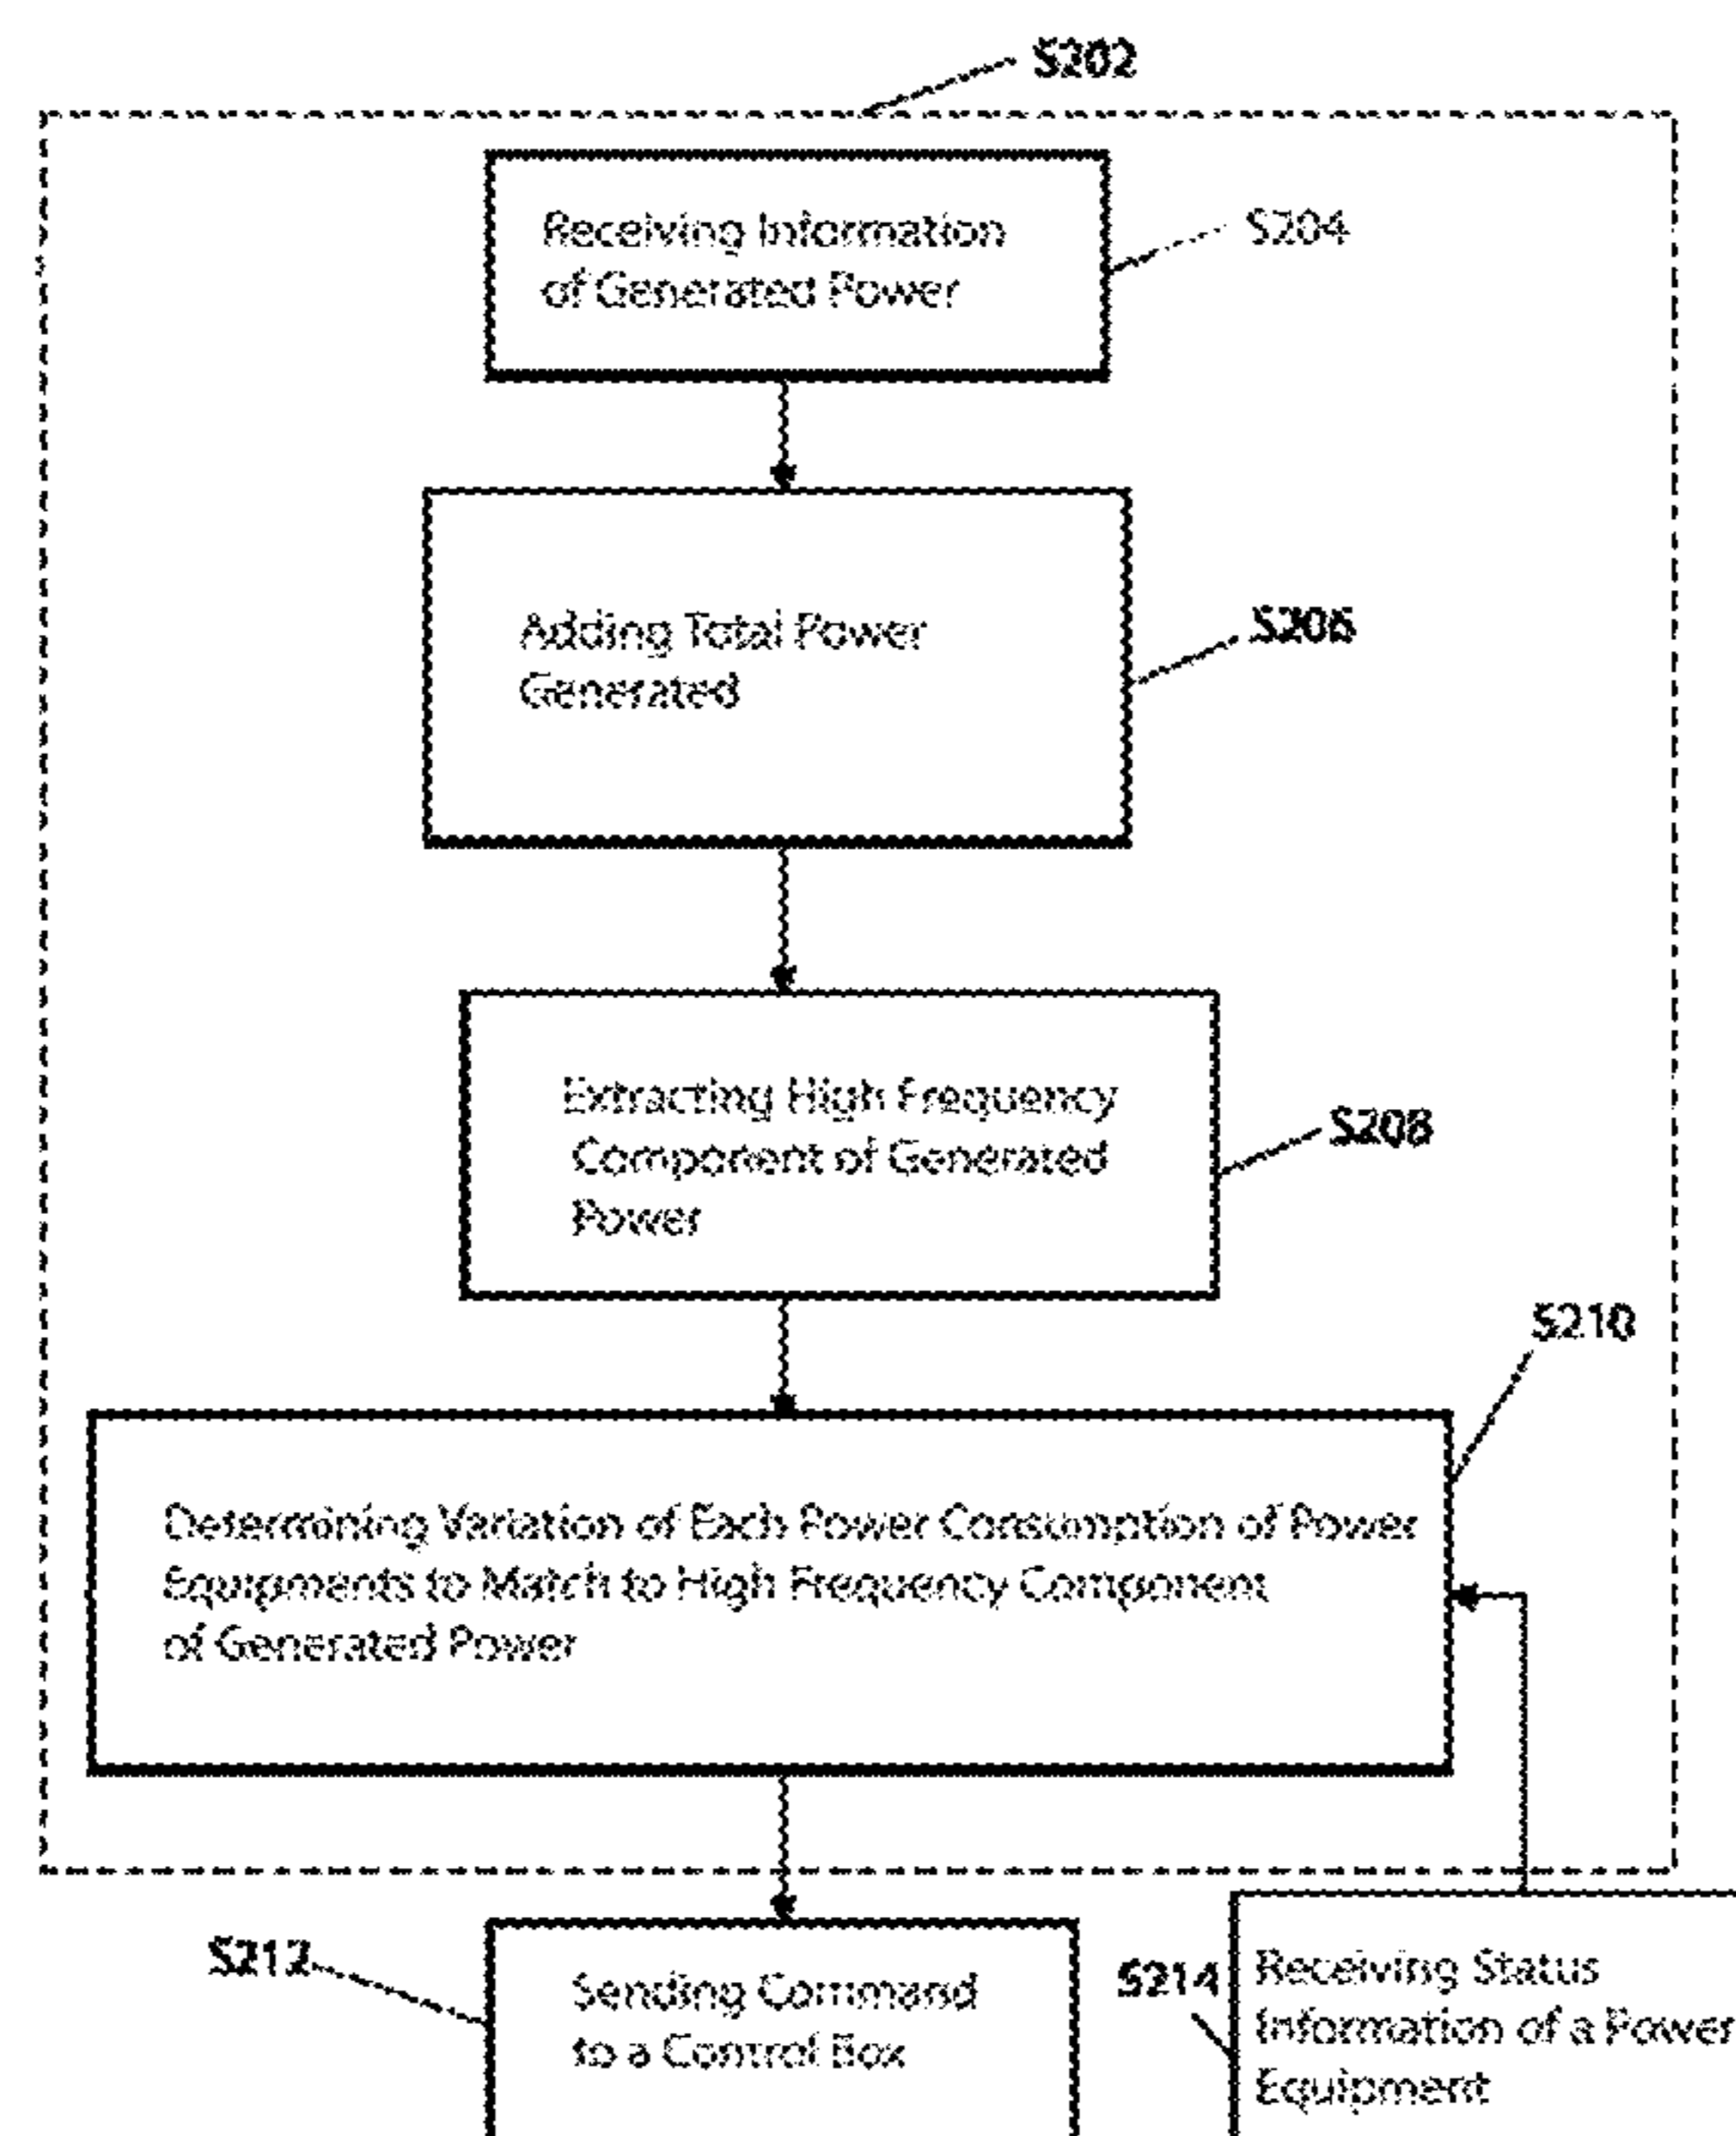 S202
Receiving Information
of Generated Power
S204
Adding Total Power
Generated
S206
Extracting High Frequency
Component of Generated
Power
S208
S210
Determining Variation of Each Power Consumption of Power
Equipments to Match to High Frequency Component
of Generated Power
S212
Sending Command
to a Control Box
S214
Receiving Status
Information of a Power
Equipment